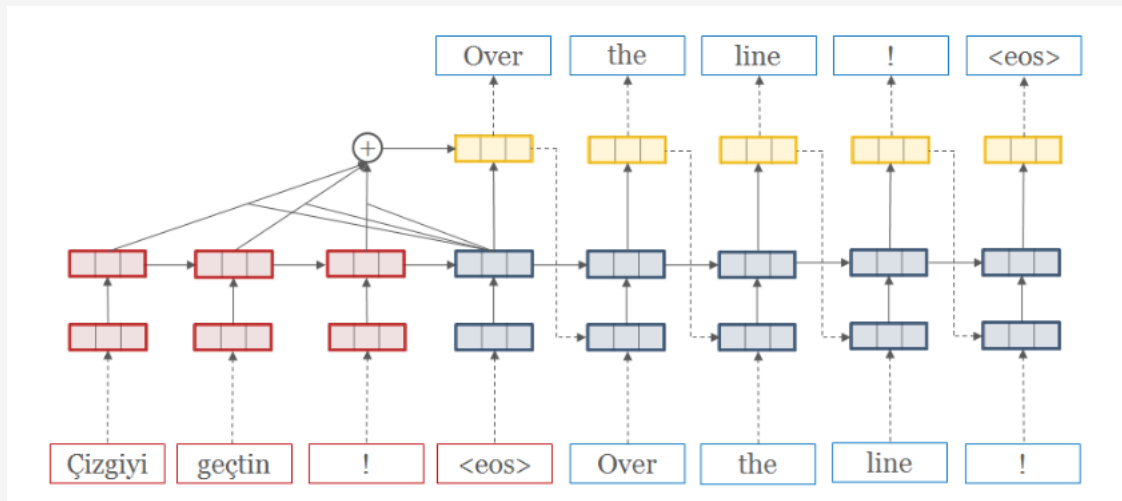 Over the line ! <eos>
+
Çizgiyi geçtin ! <eos> Over the line !